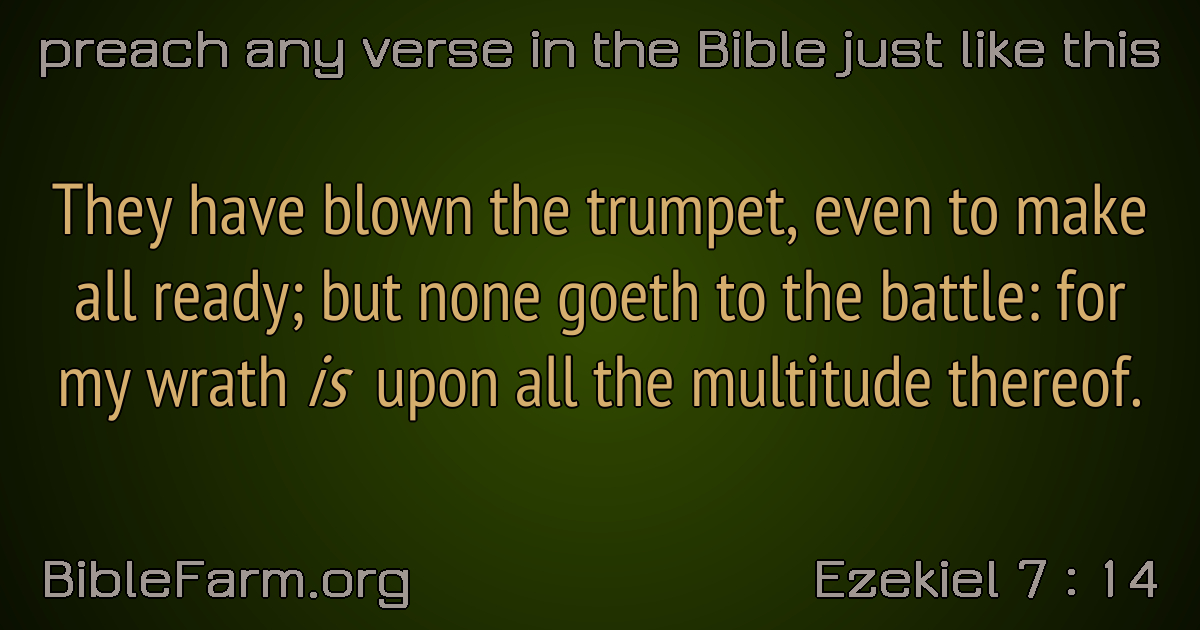 preach any verse in the Bible just like this
They have blown the trumpet, even to make
all ready; but none goeth to the battle: for
my wrath is upon all the multitude thereof.
BibleFarm.org
Ezekiel 7 : 14